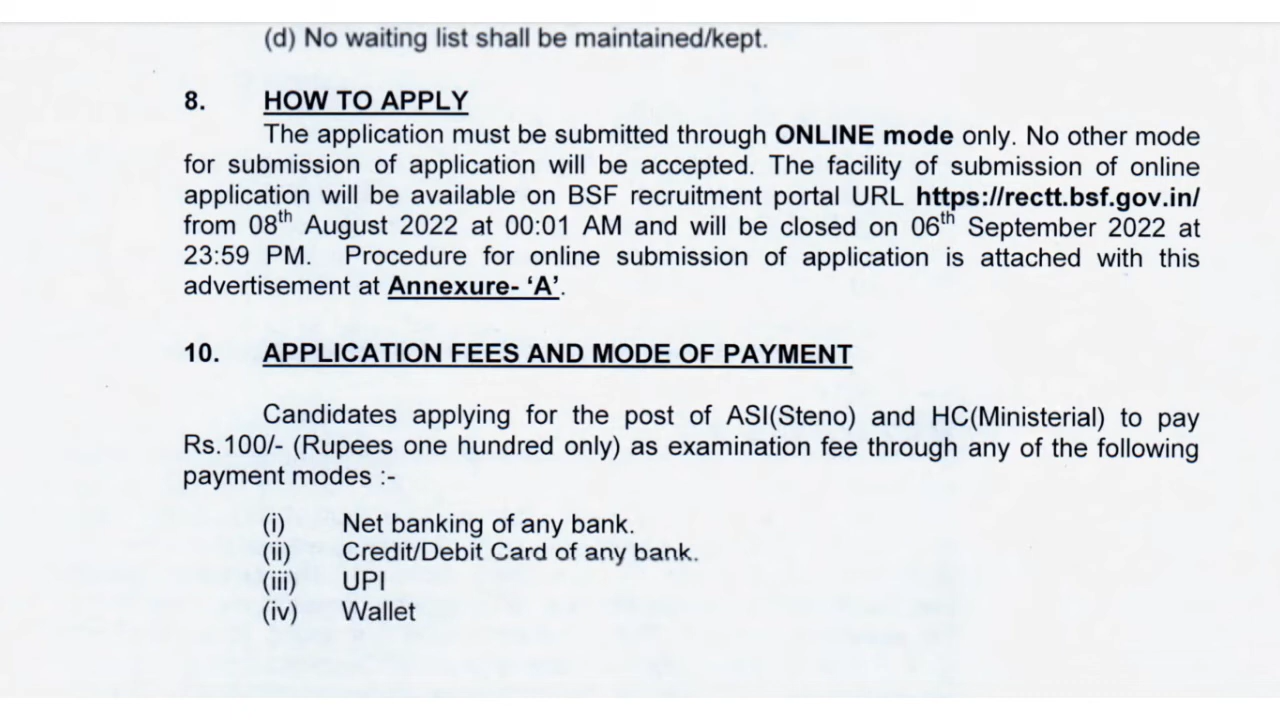 (d) No waiting list shall be maintained/kept.
8. HOW TO APPLY
The application must be submitted through ONLINE mode only. No other mode
for submission of application will be accepted. The facility of submission of online
application will be available on BSF recruitment portal URL https://rectt.bsf.gov.in/
from 08th August 2022 at 00:01 AM and will be closed on 06th September 2022 at
23:59 PM. Procedure for online submission of application is attached with this
advertisement at Annexure- ‘A’.
10. APPLICATION FEES AND MODE OF PAYMENT
Candidates applying for the post of ASI(Steno) and HC(Ministerial) to pay
Rs.100/- (Rupees one hundred only) as examination fee through any of the following
payment modes :-
(i) Net banking of any bank.
(ii) Credit/Debit Card of any bank.
(iii) UPI
(iv) Wallet